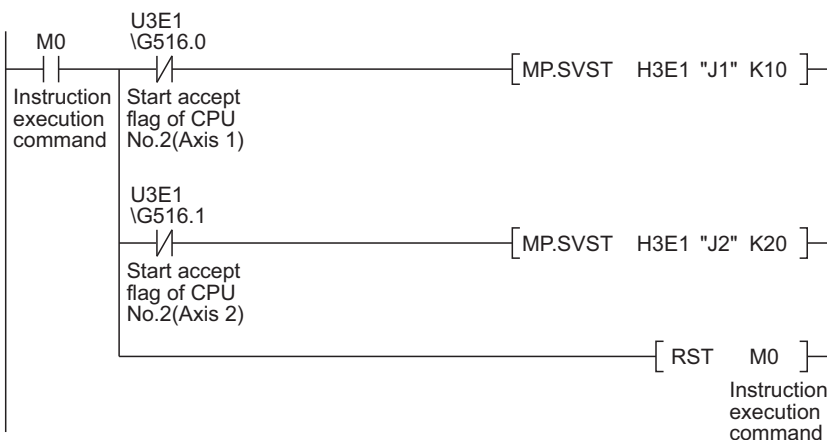 U3E1
M0 \G516.0
MP.SVST H3E1 "J1" K10
Instruction
execution
command
Start accept
flag of CPU
No.2(Axis 1)
U3E1
\G516.1
MP.SVST H3E1 "J2" K20
Start accept
flag of CPU
No.2(Axis 2)
RST M0
Instruction
execution
command